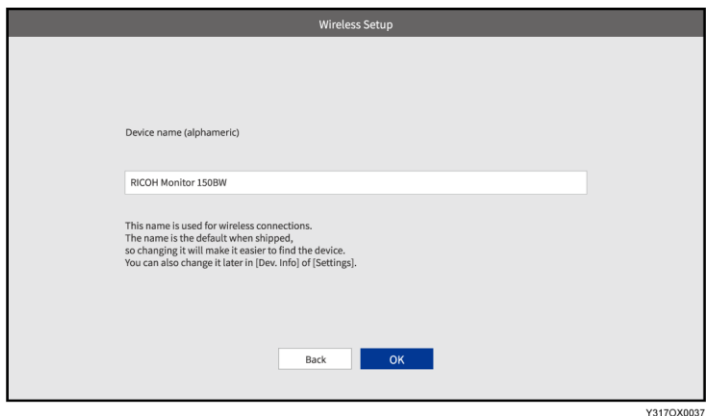 Wireless Setup
Device name (alphameric)
RICOH Monitor 150BW
This name is used for wireless connections.
The name is the default when shipped,
so changing it will make it easier to find the device.
You can also change it later in [Dev. Info] of [Settings].
Back
OK
Y317OX0037